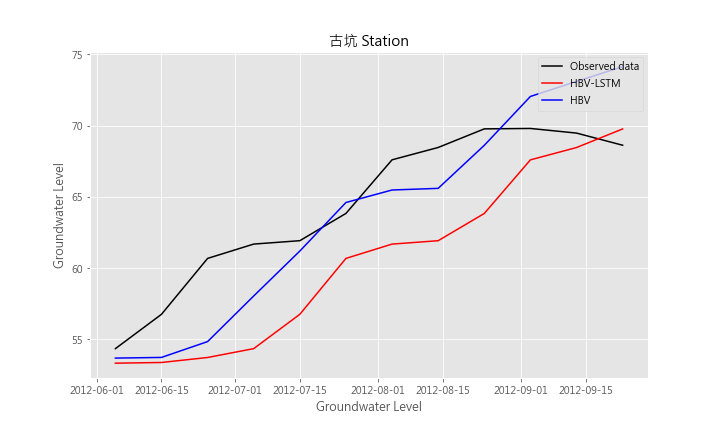 古坑 Station
75
70
65
60
55
Groundwater Level
Observed data
HBV-LSTM
HBV
2012-06-01 2012-06-15 2012-07-01 2012-07-15 2012-08-01 2012-08-15 2012-09-01 2012-09-15
Groundwater Level